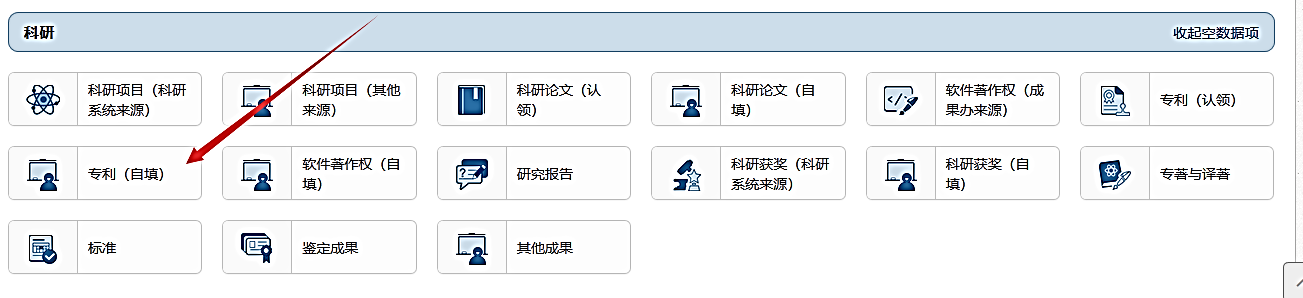 科研
收起空数据项
科研项目（科研
系统来源）
科研项目（其他
来源）
科研论文（认
领）
科研论文（自
填）
软件著作权（成
果办来源）
专利（认领）
专利（自填）
软件著作权（自
填）
研究报告
科研获奖（科研
系统来源）
科研获奖（自
填）
专著与译著
标准
鉴定成果
其他成果